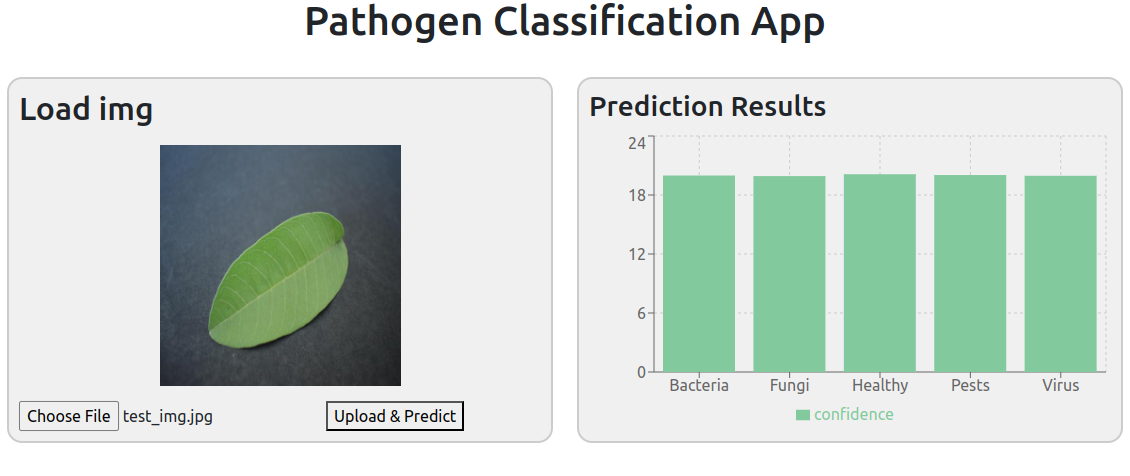 Pathogen Classification App
Load img
Choose File test_img.jpg Upload & Predict
Prediction Results
24
18
12
6
0
Bacteria Fungi Healthy Pests Virus
confidence